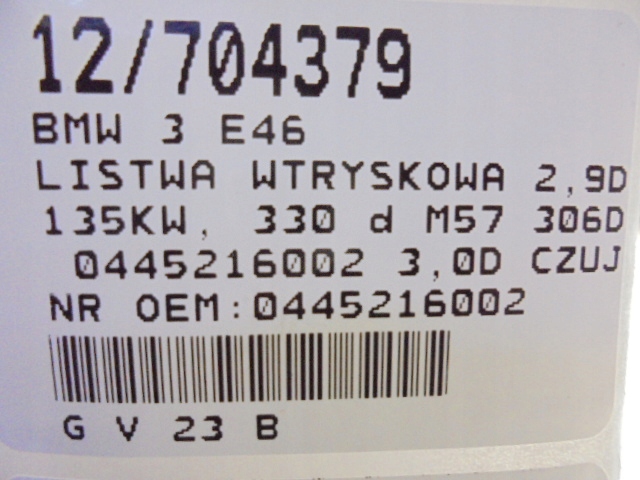 12/704379
BMW 3 E46
LISTWA WTRYSKOWA 2,9D
135KW, 330 d M57 306D
0445216002 3,0D CZUJ
NR OEM:0445216002
G V 23 B